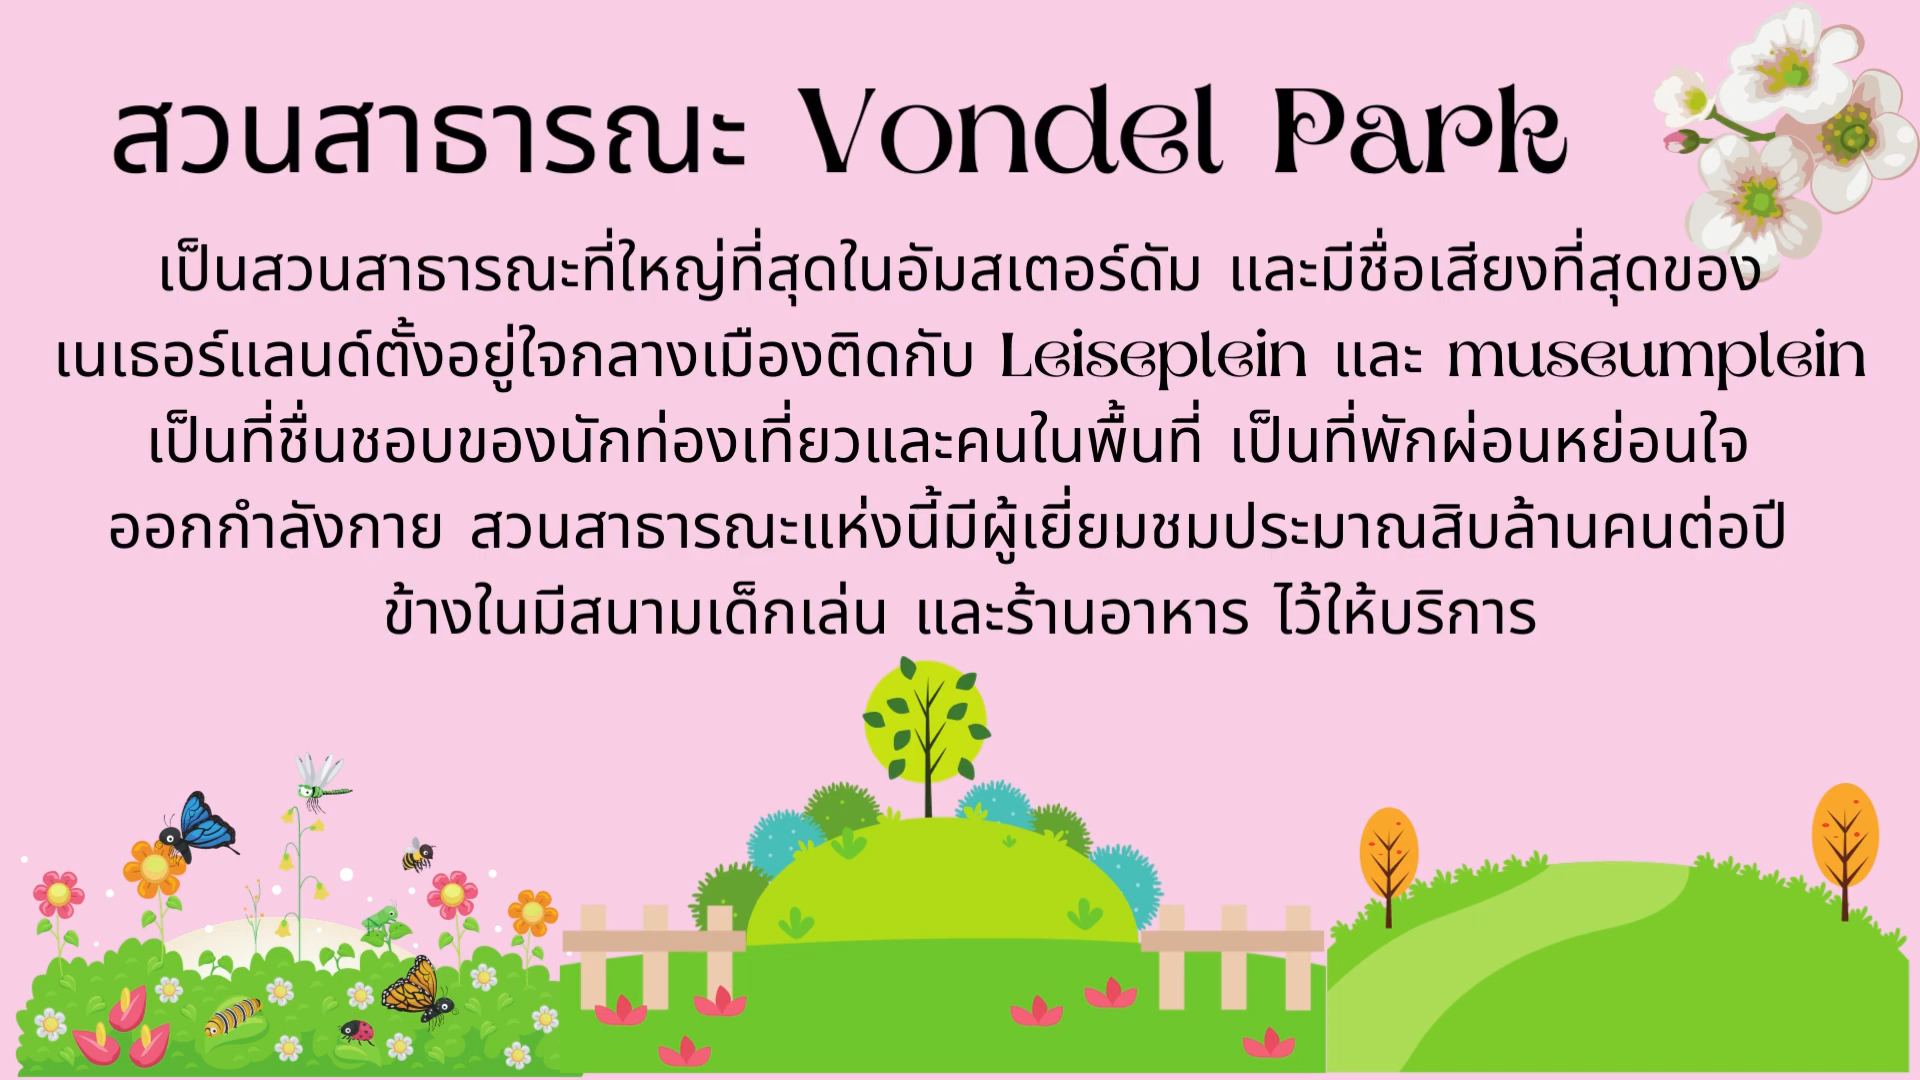 สวนสาธารณะ Vondel Park
เป็นสวนสาธารณะที่ใหญ่ที่สุดในอัมสเตอร์ดัม และมีชื่อเสียงที่สุดของ
เนเธอร์แลนด์ตั้งอยู่ใจกลางเมืองติดกับ Leiseplein และ museumplein
เป็นที่ชื่นชอบของนักท่องเที่ยวและคนในพื้นที่ เป็นที่พักผ่อนหย่อนใจ
ออกกำลังกาย สวนสาธารณะแห่งนี้มีผู้เยี่ยมชมประมาณสิบล้านคนต่อปี
ข้างในมีสนามเด็กเล่น และร้านอาหาร ไว้ให้บริการ